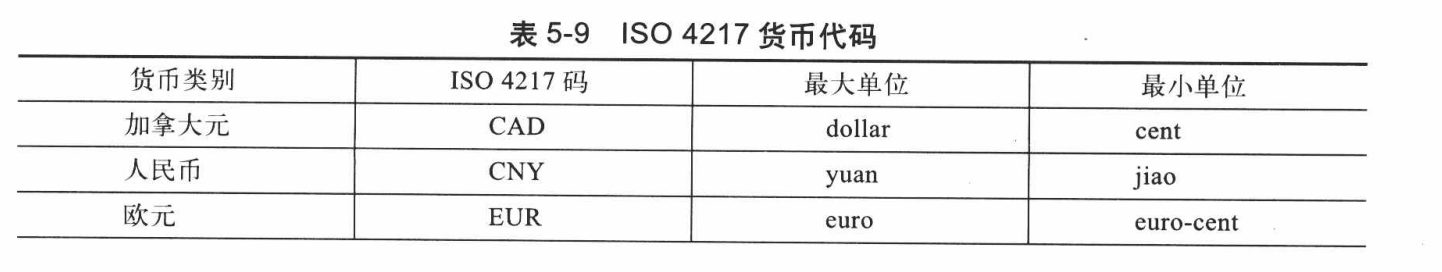 表 5-9 ISO 4217 货币代码
货币类别 ISO 4217 码 最大单位 最小单位
加拿大元 CAD dollar cent
人民币 CNY yuan jiao
欧元 EUR euro euro-cent